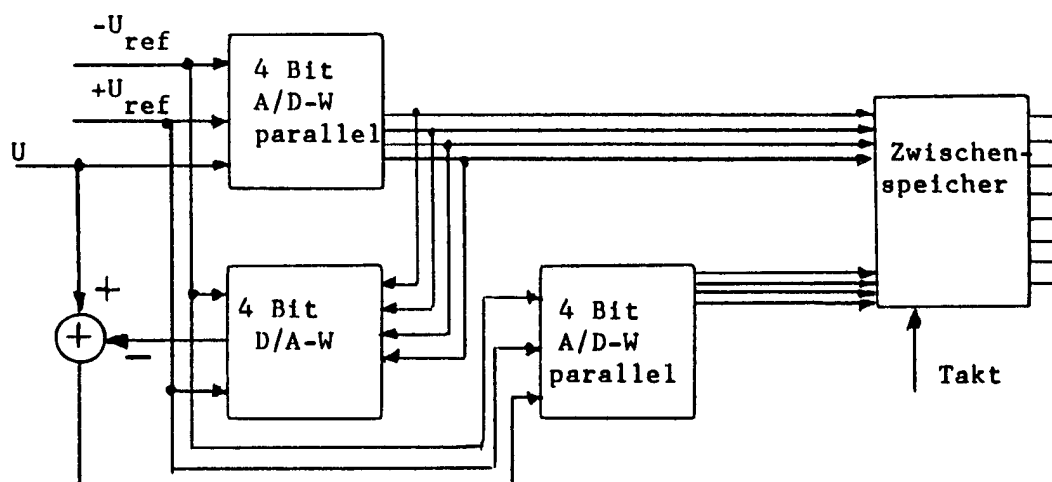 -U ref
+U ref
U
4 Bit
A/D-W
parallel
Zwischen-
speicher
+
+
-
4 Bit
D/A-W
4 Bit
A/D-W
parallel
Takt